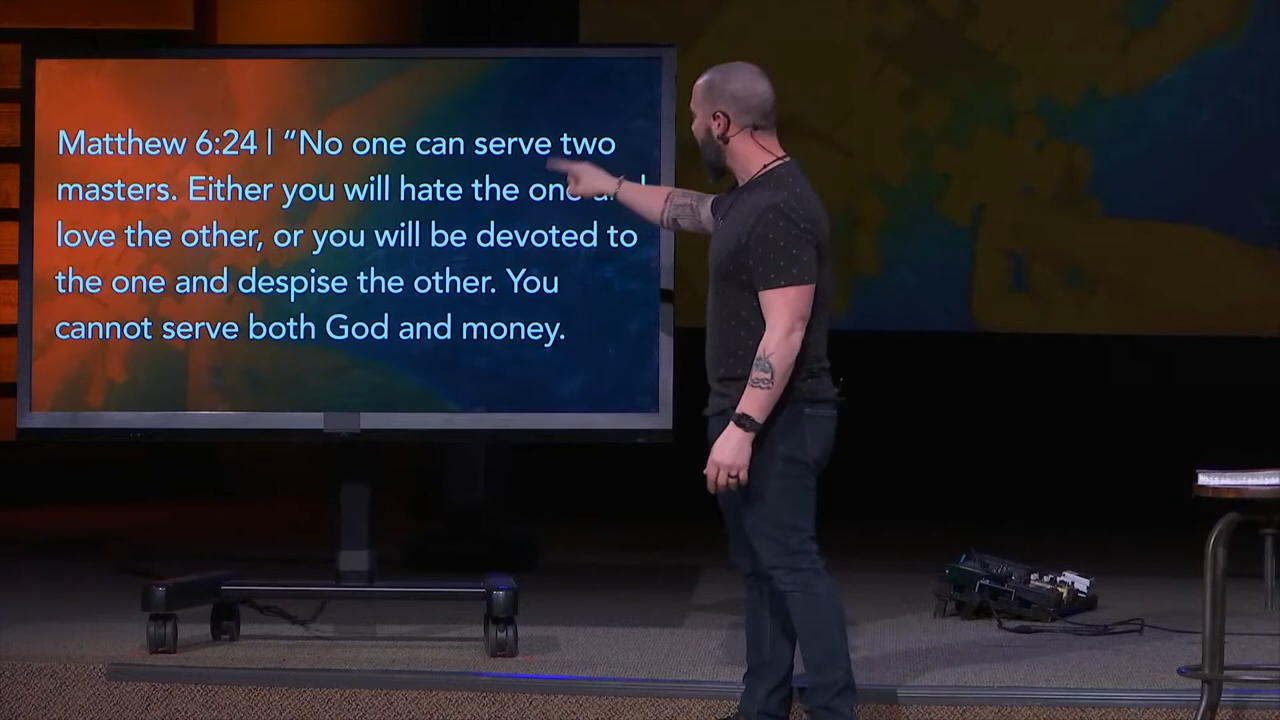 Matthew 6:24 | “No one can serve two
masters. Either you will hate the one and
love the other, or you will be devoted to
the one and despise the other. You
cannot serve both God and money.